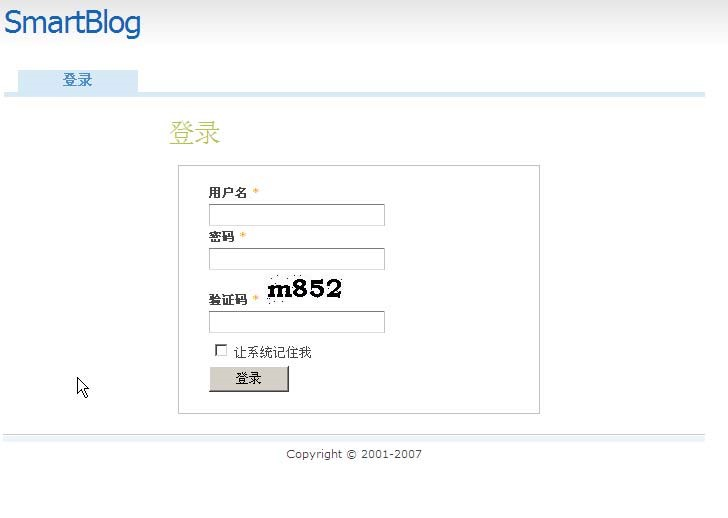 SmartBlog
登录
登录
用户名 *
密码 *
验证码 * m852
让系统记住我
登录
Copyright © 2001-2007